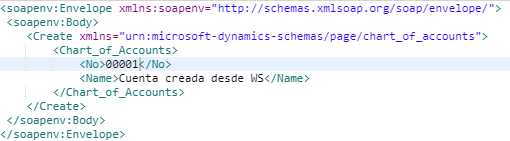 <soapenv:Envelope xmlns:soapenv="http://schemas.xmlsoap.org/soap/envelope/">
<soapenv:Body>
<Create xmlns="urn:microsoft-dynamics-schemas/page/chart_of_accounts">
<Chart_of_Accounts>
<No>00001</No>
<Name>Cuenta creada desde WS</Name>
</Chart_of_Accounts>
</Create>
</soapenv:Body>
</soapenv:Envelope>